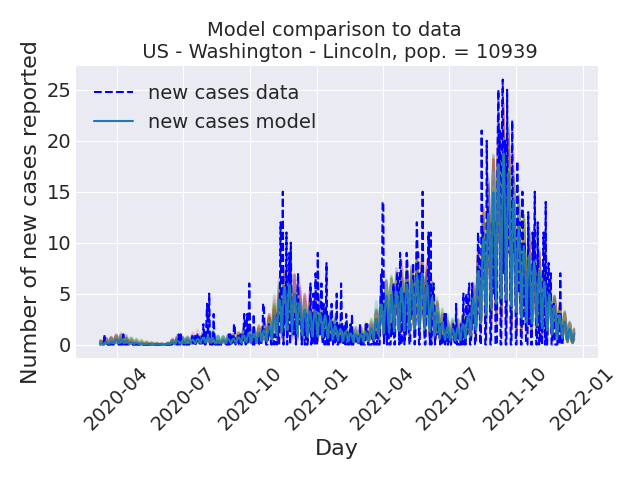 Model comparison to data
US - Washington - Lincoln, pop. = 10939
new cases data
new cases model
Number of new cases reported
25
20
15
10
5
0
2020-04
2020-07
2020-10
2021-01
2021-04
2021-07
2021-10
2022-01
Day